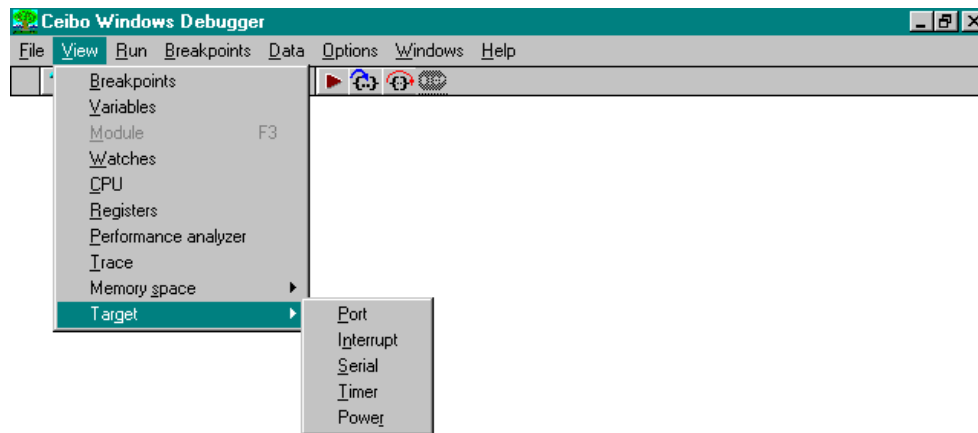 Ceibo Windows Debugger
File View Run Breakpoints Data Options Windows Help
Breakpoints
Variables
Module F3
Watches
CPU
Registers
Performance analyzer
Trace
Memory space
Target
Port
Interrupt
Serial
Timer
Power